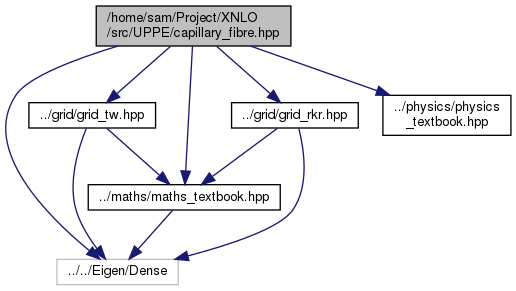 /home/sam/Project/XNLO
/src/UPPE/capillary_fibre.hpp
../grid/grid_tw.hpp
../grid/grid_rkr.hpp
../physics/physics
_textbook.hpp
../maths/maths_textbook.hpp
../../Eigen/Dense